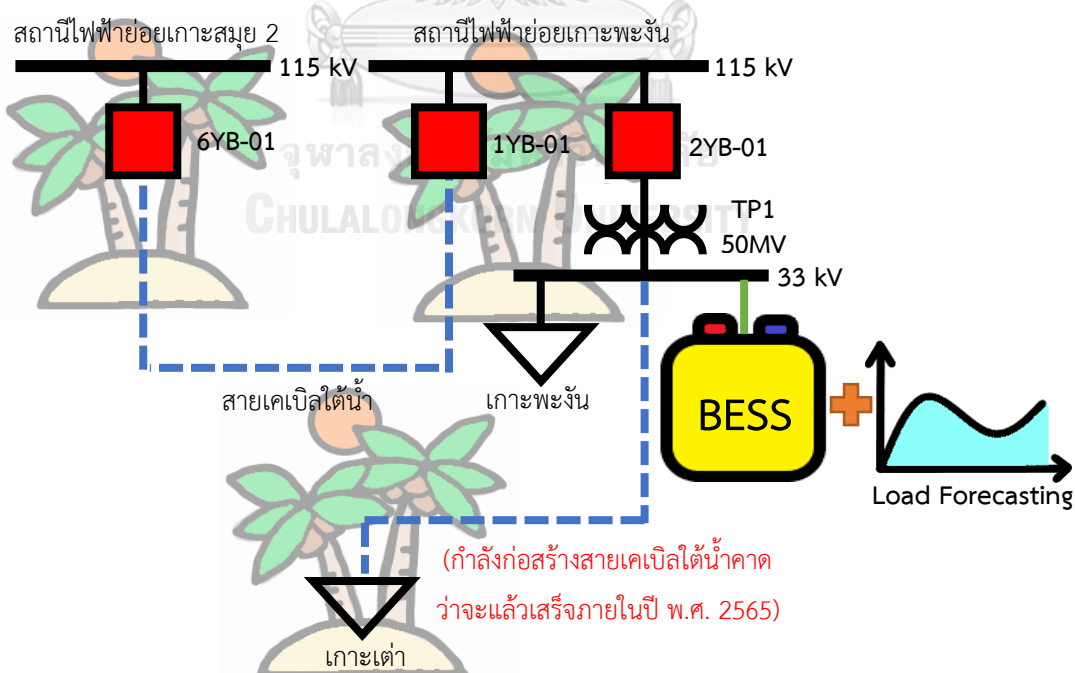 สถานีไฟฟ้าย่อยเกาะสมุย 2
สถานีไฟฟ้าย่อยเกาะพะงัน
115 kV
115 kV
6YB-01
1YB-01
2YB-01
CHULALONGKORN UNIVERSITY
TP1
50MV
33 kV
สายเคเบิลใต้น้ำ
เกาะพะงัน
BESS
Load Forecasting
(กำลังก่อสร้างสายเคเบิลใต้น้ำคาด
ว่าจะแล้วเสร็จภายในปี พ.ศ. 2565)
เกาะเต่า